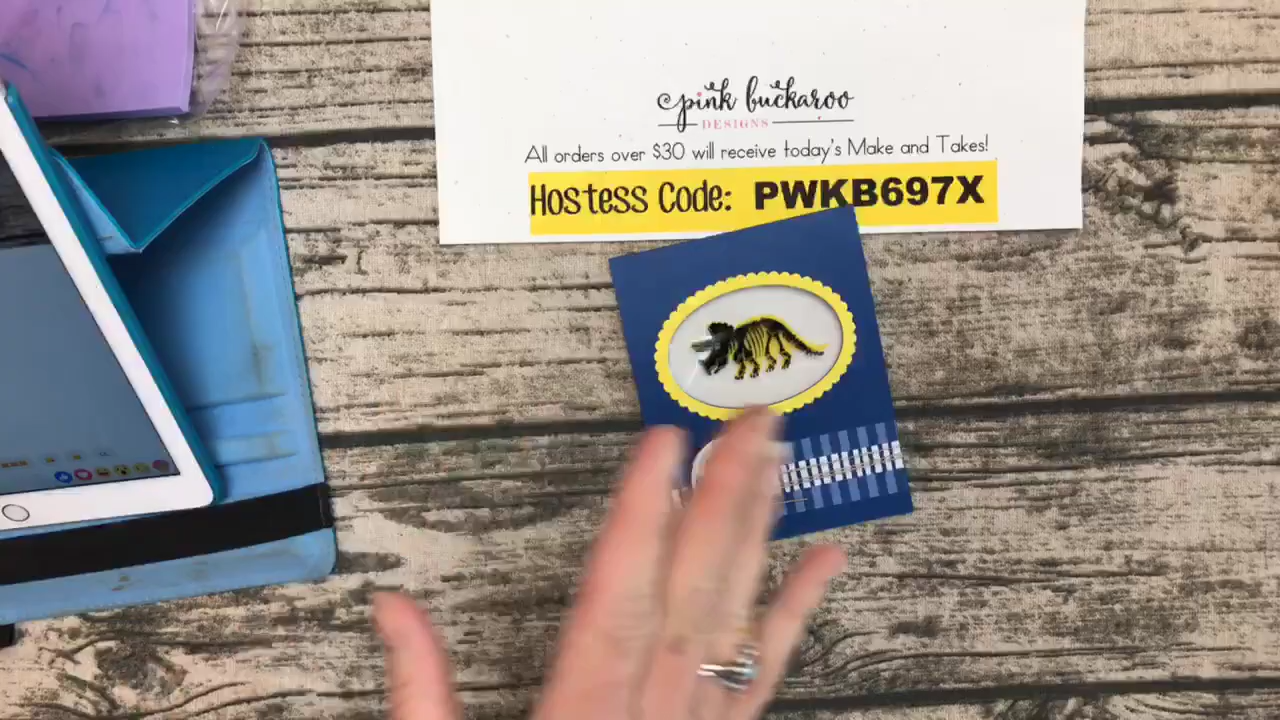 pink buckaroo
DESIGNS
All orders over $30 will receive today's Make and Takes!
Hostess Code: PWKB697X